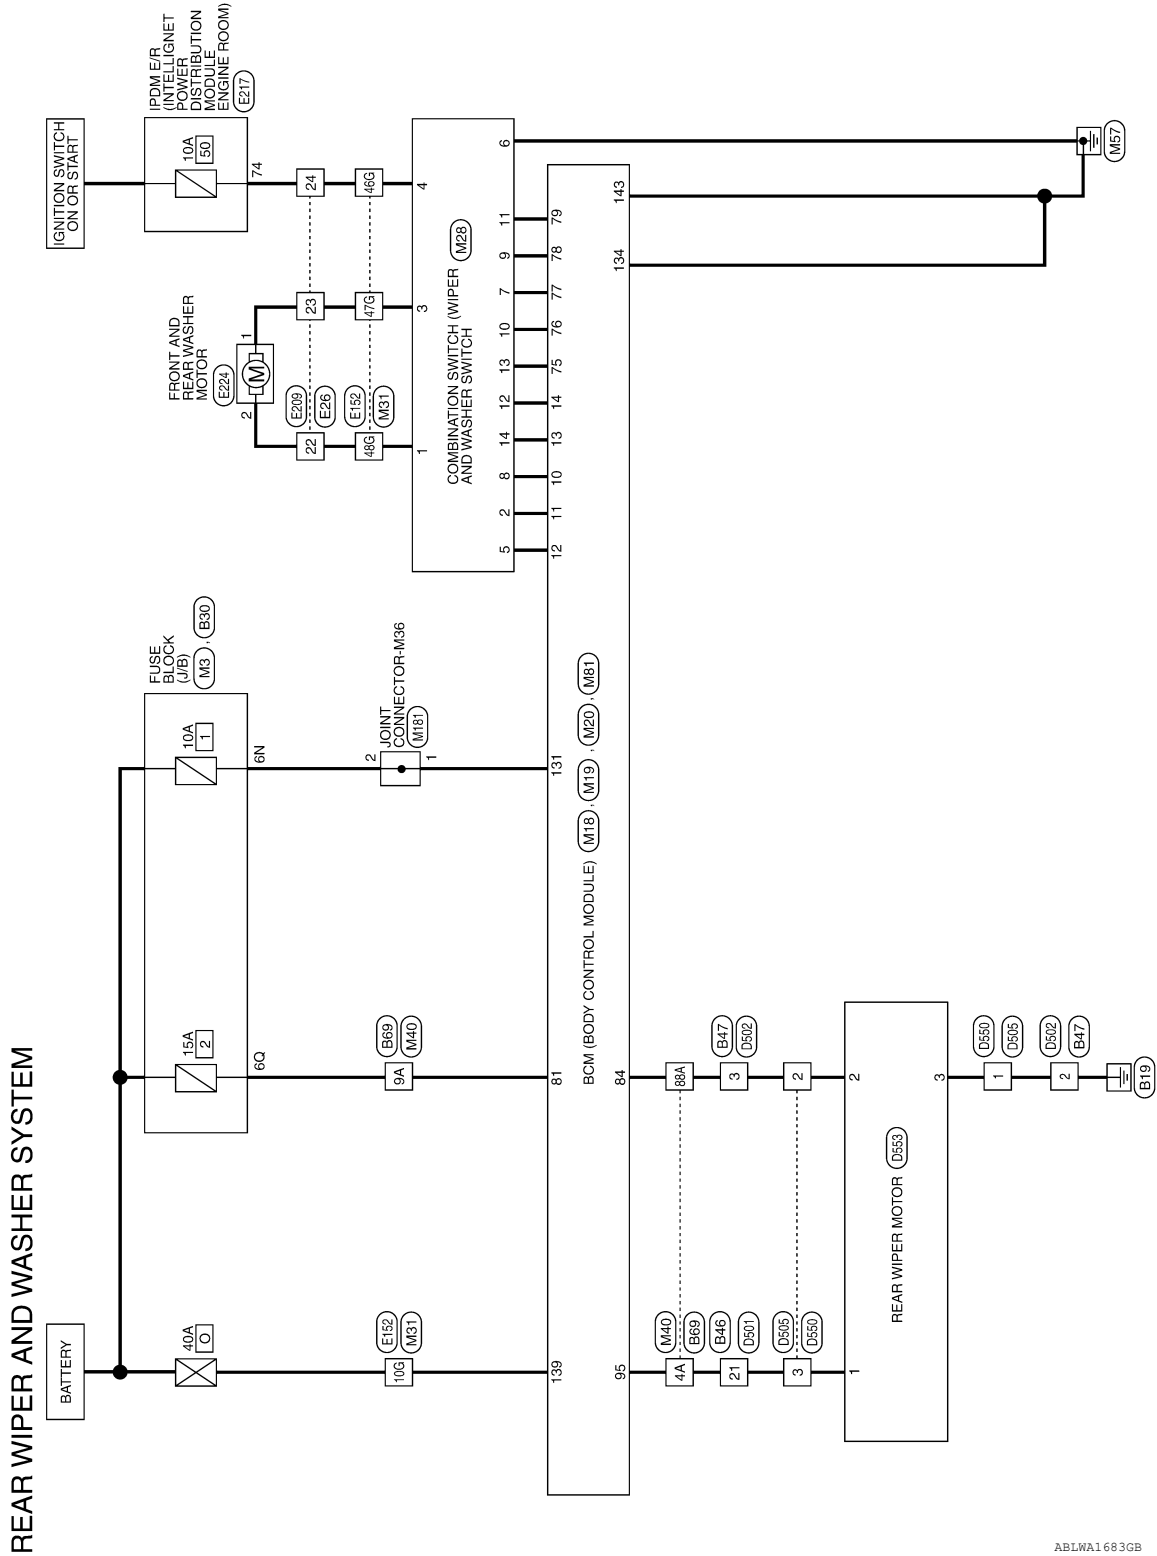 REAR WIPER AND WASHER SYSTEM
BATTERY
IGNITION SWITCH
ON OR START
40A
O
15A
2
10A
1
FUSE
BLOCK
(J/B)
M3 , B30
10A
50
IPDM E/R
(INTELLIGNET
POWER
DISTRIBUTION
MODULE
ENGINE ROOM)
E217
6Q
6N
74
FRONT AND
REAR WASHER
MOTOR
E224
2
M
1
22
E209
E26
23
24
48G
E152
M31
47G
46G
10G
E152
M31
9A
B69
M40
2
1
JOINT
CONNECTOR-M36
M181
1
3
4
COMBINATION SWITCH (WIPER
AND WASHER SWITCH
M28
5
2
8
14
12
13
10
7
9
11
6
139
81
131
12
11
10
13
14
75
76
77
78
79
BCM (BODY CONTROL MODULE) M18 , M19 , M20 , M81
95
84
134
143
4A
M40
B69
88A
21
B46
D501
3
B47
D502
3
D505
D550
2
1
2
REAR WIPER MOTOR D553
3
1
D550
D505
2
D502
B47
B19
M57
ABLWA1683GB